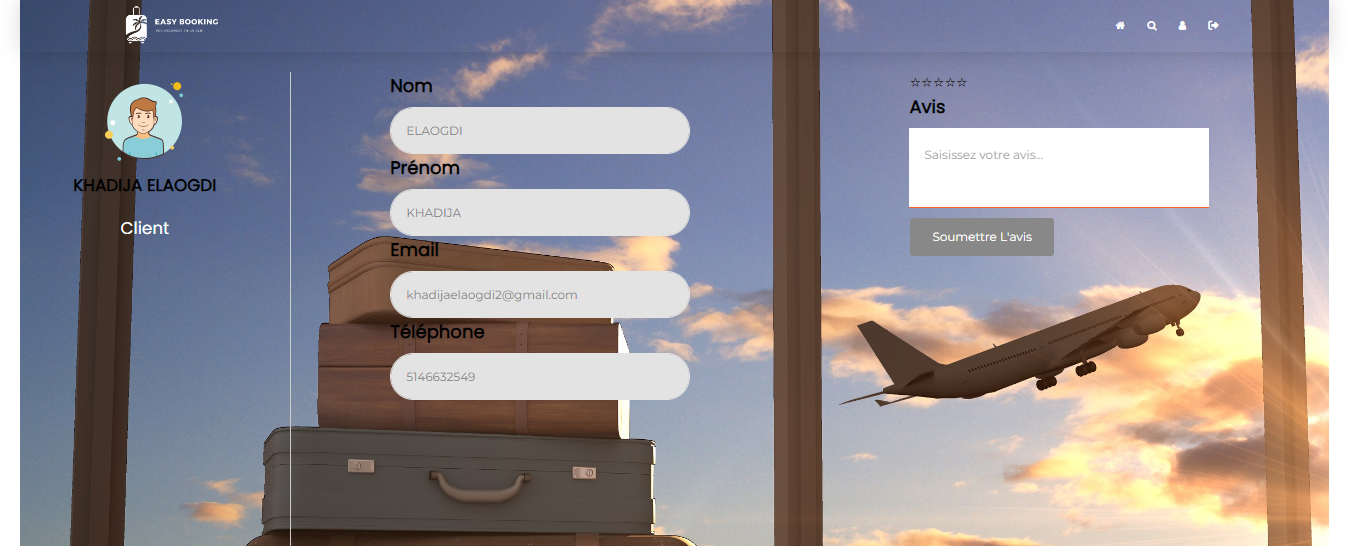 EASY BOOKING
KHADIJA ELAOGDI
Client
Nom
ELAOGDI
Prénom
KHADIJA
Email
khadijaelaogdi2@gmail.com
Téléphone
5146632549
☆☆☆☆☆
Avis
Saisissez votre avis...
Soumettre L'avis